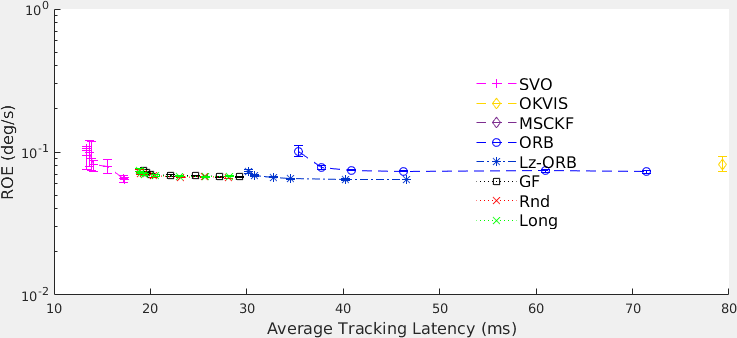 10^0
10^-1
10^-2
ROE (deg/s)
SVO
OKVIS
MSCKF
ORB
Lz-ORB
GF
Rnd
Long
10 20 30 40 50 60 70 80
Average Tracking Latency (ms)